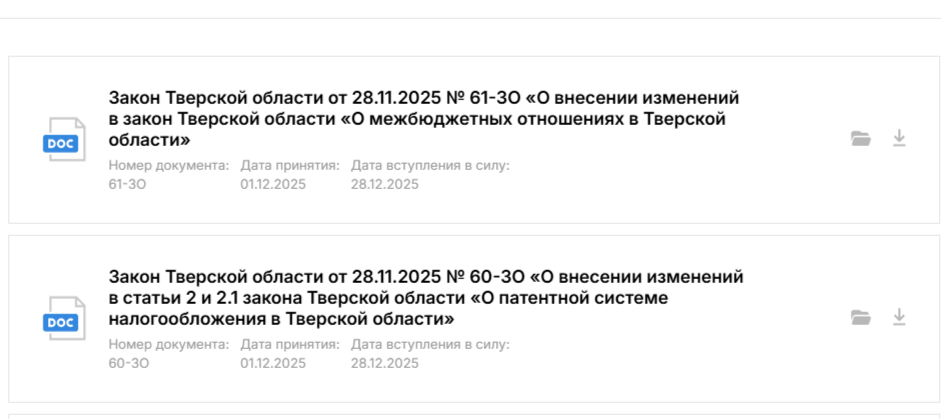 Закон Тверской области от 28.11.2025 № 61-ЗО «О внесении изменений
в закон Тверской области «О межбюджетных отношениях в Тверской
области»
DOC
Номер документа: Дата принятия: Дата вступления в силу:
61-ЗО 01.12.2025 28.12.2025
Закон Тверской области от 28.11.2025 № 60-ЗО «О внесении изменений
в статьи 2 и 2.1 закона Тверской области «О патентной системе
налогообложения в Тверской области»
DOC
Номер документа: Дата принятия: Дата вступления в силу:
60-ЗО 01.12.2025 28.12.2025